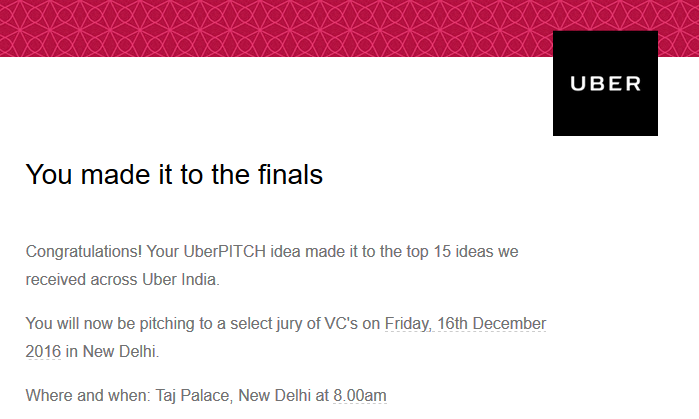 UBER
You made it to the finals
Congratulations! Your UberPITCH idea made it to the top 15 ideas we
received across Uber India.
You will now be pitching to a select jury of VC's on Friday, 16th December
2016 in New Delhi.
Where and when: Taj Palace, New Delhi at 8.00am